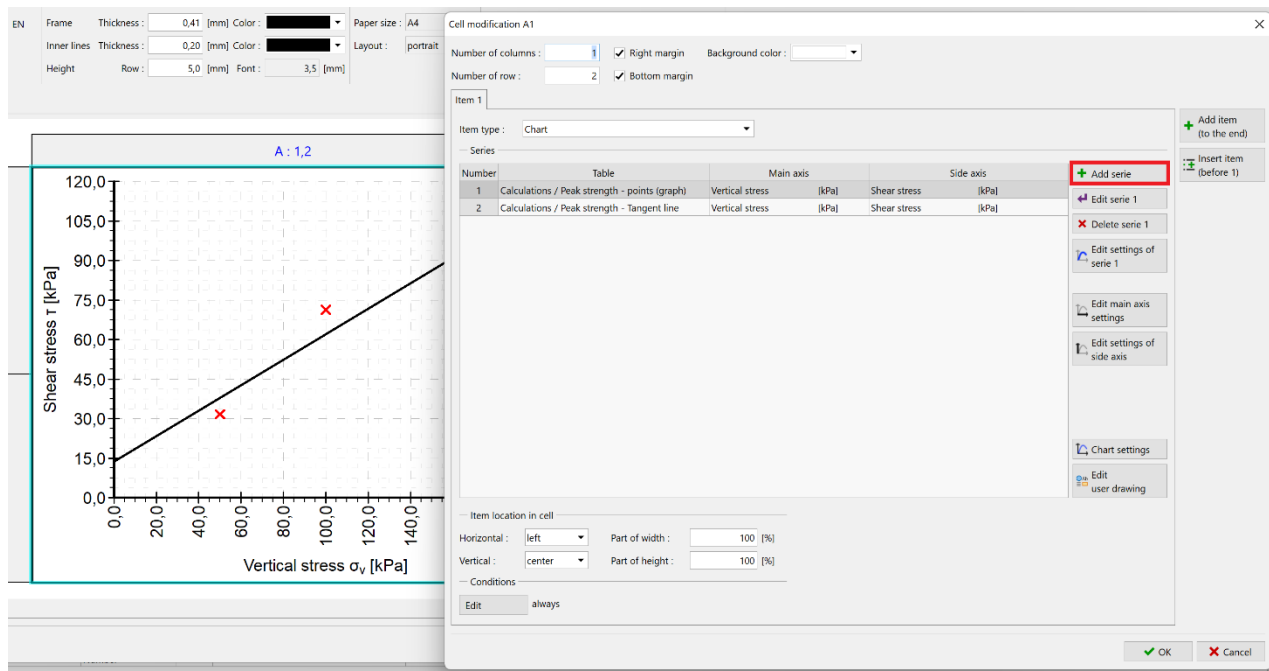 EN
Frame Thickness : 0,41 [mm] Color :
Inner lines Thickness : 0,20 [mm] Color :
Height Row : 5,0 [mm] Font : 3,5 [mm]
Paper size : A4
Layout : portrait
A : 1,2
120,0
105,0
90,0
75,0
60,0
45,0
30,0
15,0
0,0
Shear stress τ [kPa]
0,0 20,0 40,0 60,0 80,0 100,0 120,0 140,0
Vertical stress σv [kPa]
Cell modification A1
Number of columns : 1 Right margin Background color :
Number of row : 2 Bottom margin
Item 1
Item type : Chart
Series
Number Table Main axis Side axis
1 Calculations / Peak strength - points (graph) Vertical stress [kPa] Shear stress [kPa]
2 Calculations / Peak strength - Tangent line Vertical stress [kPa] Shear stress [kPa]
Add serie
Edit serie 1
Delete serie 1
Edit settings of
serie 1
Edit main axis
settings
Edit settings of
side axis
Chart settings
Edit
user drawing
Add item
(to the end)
Insert item
(before 1)
Item location in cell
Horizontal : left Part of width : 100 [%]
Vertical : center Part of height : 100 [%]
Conditions
Edit always
OK Cancel